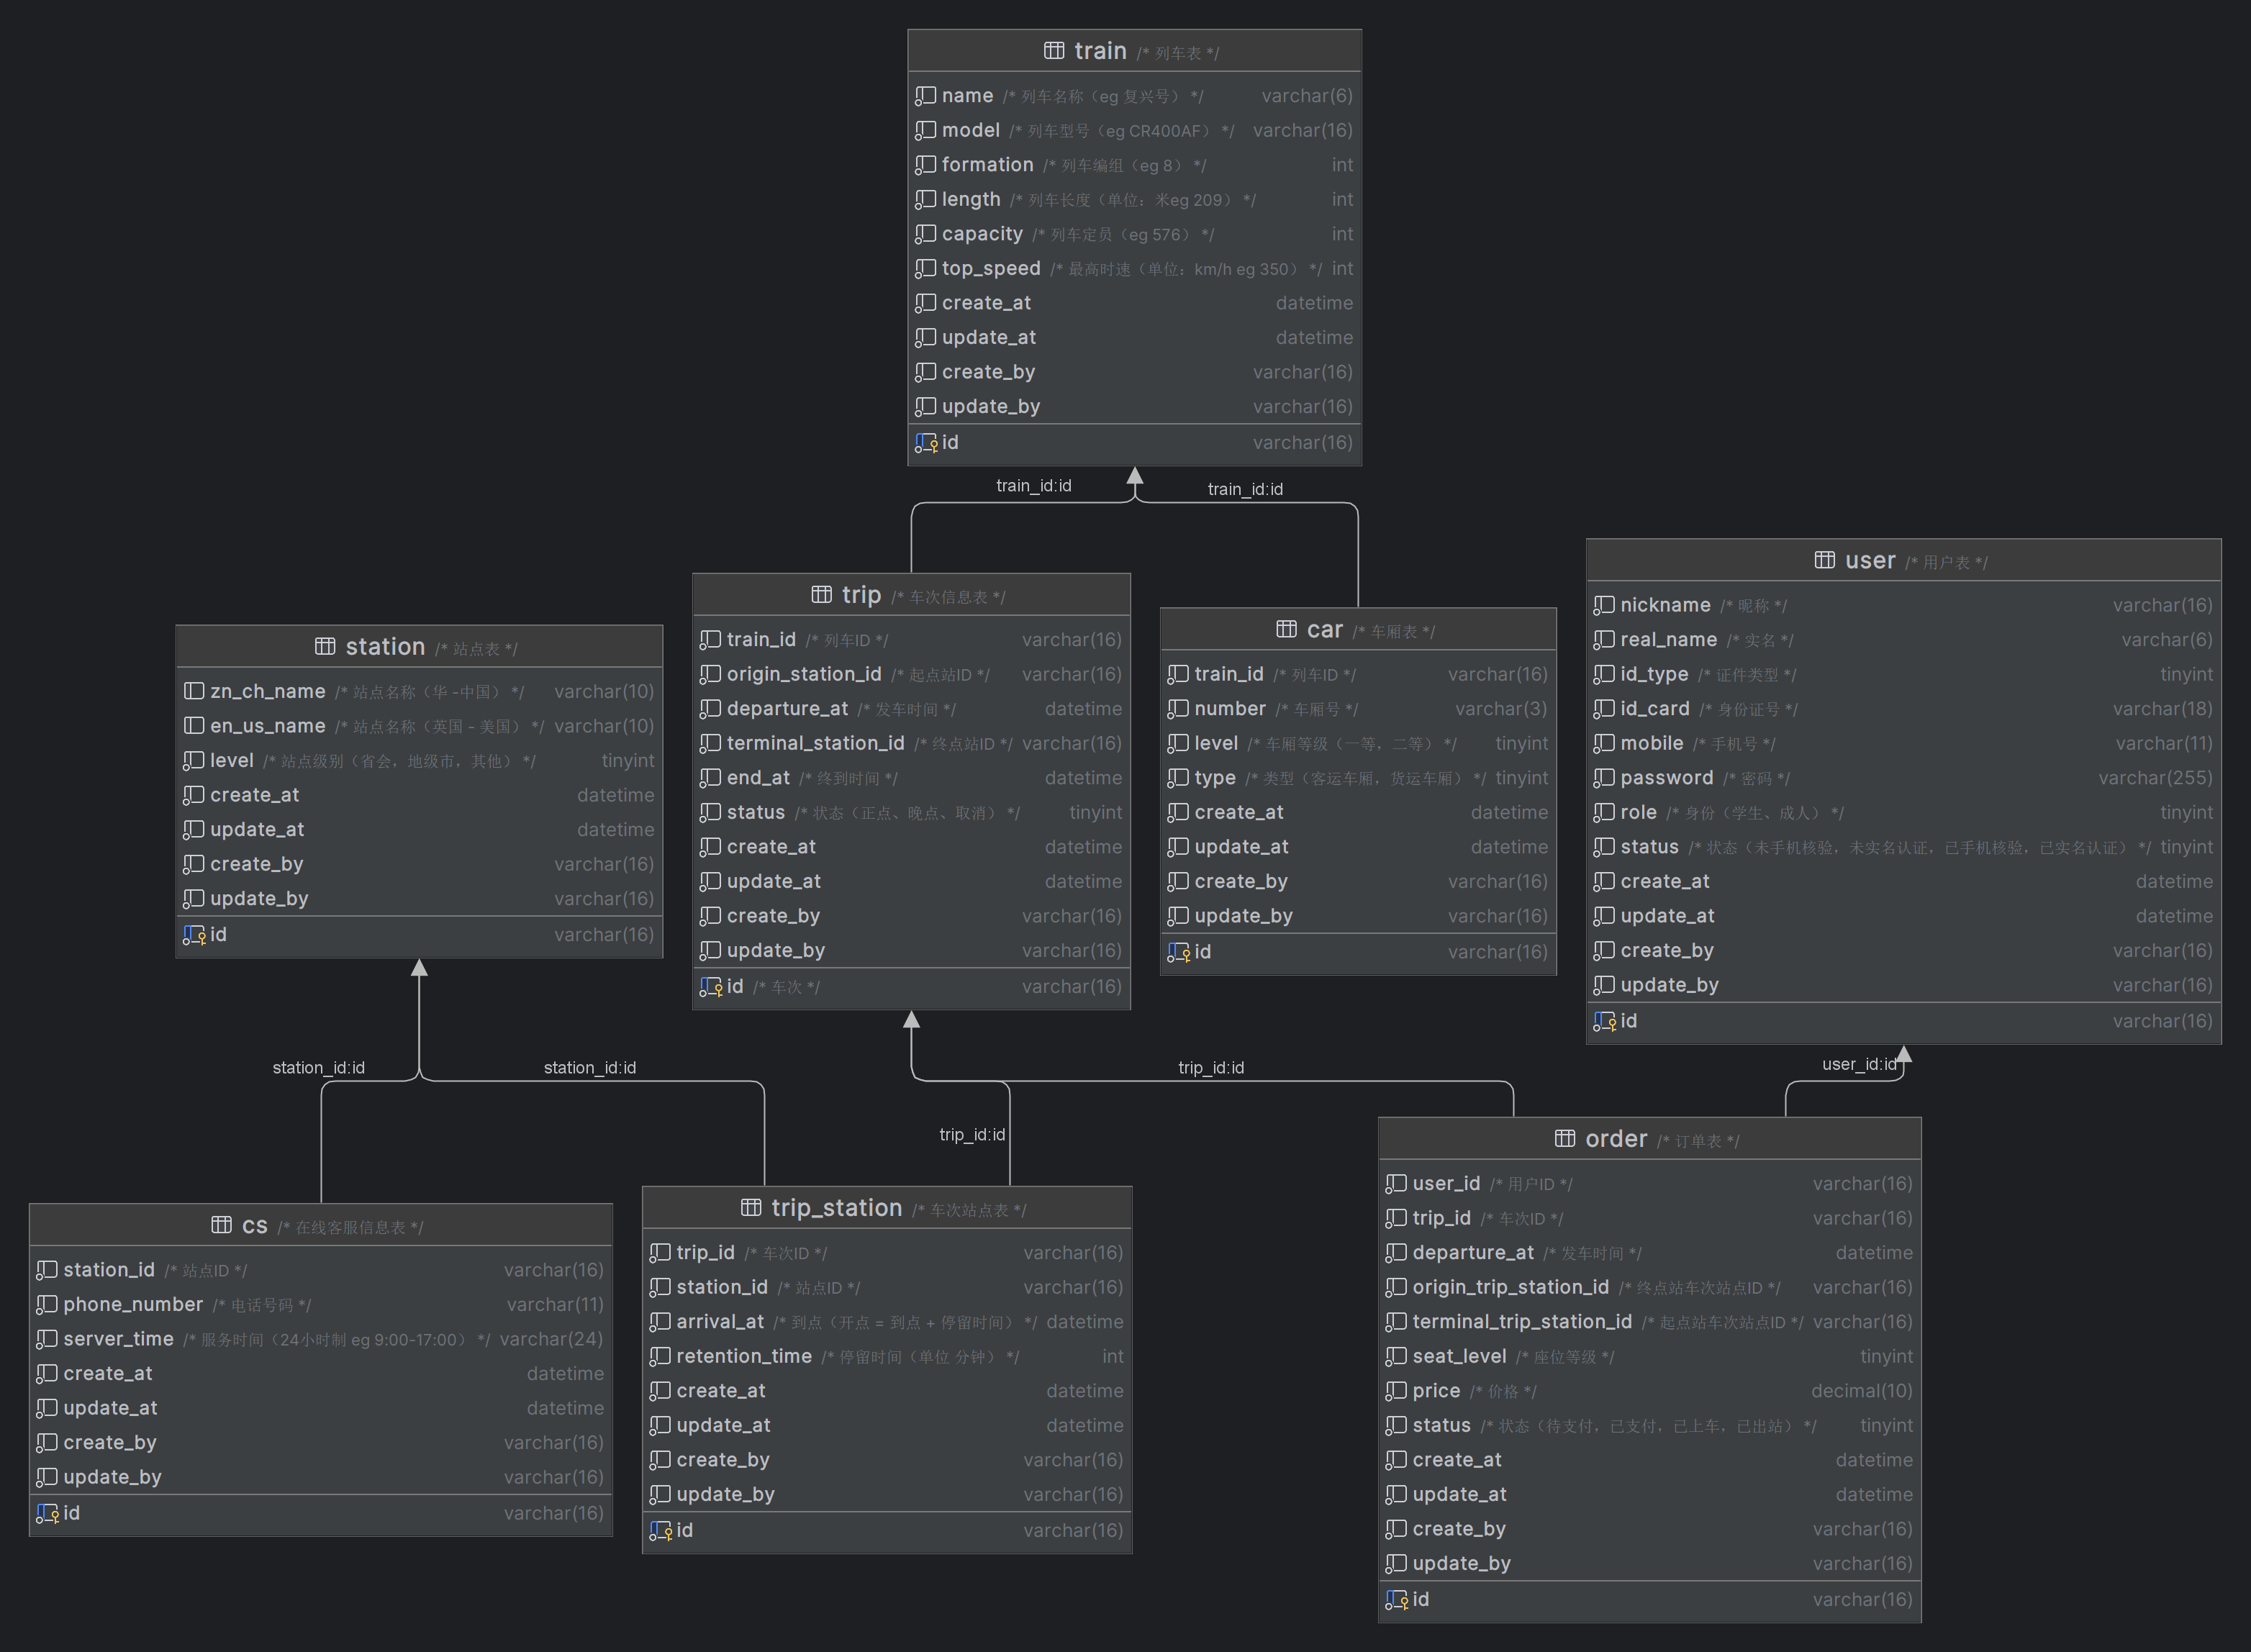 train /* 列车表 */
name /* 列车名称（eg 复兴号） */ varchar(6)
model /* 列车型号（eg CR400AF） */ varchar(16)
formation /* 列车编组（eg 8） */ int
length /* 列车长度（单位：米eg 209） */ int
capacity /* 列车定员（eg 576） */ int
top_speed /* 最高时速（单位：km/h eg 350） */ int
create_at datetime
update_at datetime
create_by varchar(16)
update_by varchar(16)
id varchar(16)
train_id:id
train_id:id
station /* 站点表 */
zn_ch_name /* 站点名称（华 -中国） */ varchar(10)
en_us_name /* 站点名称（英国 - 美国） */ varchar(10)
level /* 站点级别（省会，地级市，其他） */ tinyint
create_at datetime
update_at datetime
create_by varchar(16)
update_by varchar(16)
id varchar(16)
trip /* 车次信息表 */
train_id /* 列车ID */ varchar(16)
origin_station_id /* 起点站ID */ varchar(16)
departure_at /* 发车时间 */ datetime
terminal_station_id /* 终点站ID */ varchar(16)
end_at /* 终到时间 */ datetime
status /* 状态（正点、晚点、取消） */ tinyint
create_at datetime
update_at datetime
create_by varchar(16)
update_by varchar(16)
id /* 车次 */ varchar(16)
car /* 车厢表 */
train_id /* 列车ID */ varchar(16)
number /* 车厢号 */ varchar(3)
level /* 车厢等级（一等，二等） */ tinyint
type /* 类型（客运车厢，货运车厢） */ tinyint
create_at datetime
update_at datetime
create_by varchar(16)
update_by varchar(16)
id varchar(16)
user /* 用户表 */
nickname /* 昵称 */ varchar(16)
real_name /* 实名 */ varchar(6)
id_type /* 证件类型 */ tinyint
id_card /* 身份证号 */ varchar(18)
mobile /* 手机号 */ varchar(11)
password /* 密码 */ varchar(255)
role /* 身份（学生、成人） */ tinyint
status /* 状态（未手机核验，未实名认证，已手机核验，已实名认证） */ tinyint
create_at datetime
update_at datetime
create_by varchar(16)
update_by varchar(16)
id varchar(16)
station_id:id
station_id:id
trip_id:id
trip_id:id
user_id:id
cs /* 在线客服信息表 */
station_id /* 站点ID */ varchar(16)
phone_number /* 电话号码 */ varchar(11)
server_time /* 服务时间（24小时制 eg 9:00-17:00） */ varchar(24)
create_at datetime
update_at datetime
create_by varchar(16)
update_by varchar(16)
id varchar(16)
trip_station /* 车次站点表 */
trip_id /* 车次ID */ varchar(16)
station_id /* 站点ID */ varchar(16)
arrival_at /* 到点（开点 = 到点 + 停留时间） */ datetime
retention_time /* 停留时间（单位 分钟） */ int
create_at datetime
update_at datetime
create_by varchar(16)
update_by varchar(16)
id varchar(16)
order /* 订单表 */
user_id /* 用户ID */ varchar(16)
trip_id /* 车次ID */ varchar(16)
departure_at /* 发车时间 */ datetime
origin_trip_station_id /* 终点站车次站点ID */ varchar(16)
terminal_trip_station_id /* 起点站车次站点ID */ varchar(16)
seat_level /* 座位等级 */ tinyint
price /* 价格 */ decimal(10)
status /* 状态（待支付，已支付，已上车，已出站） */ tinyint
create_at datetime
update_at datetime
create_by varchar(16)
update_by varchar(16)
id varchar(16)